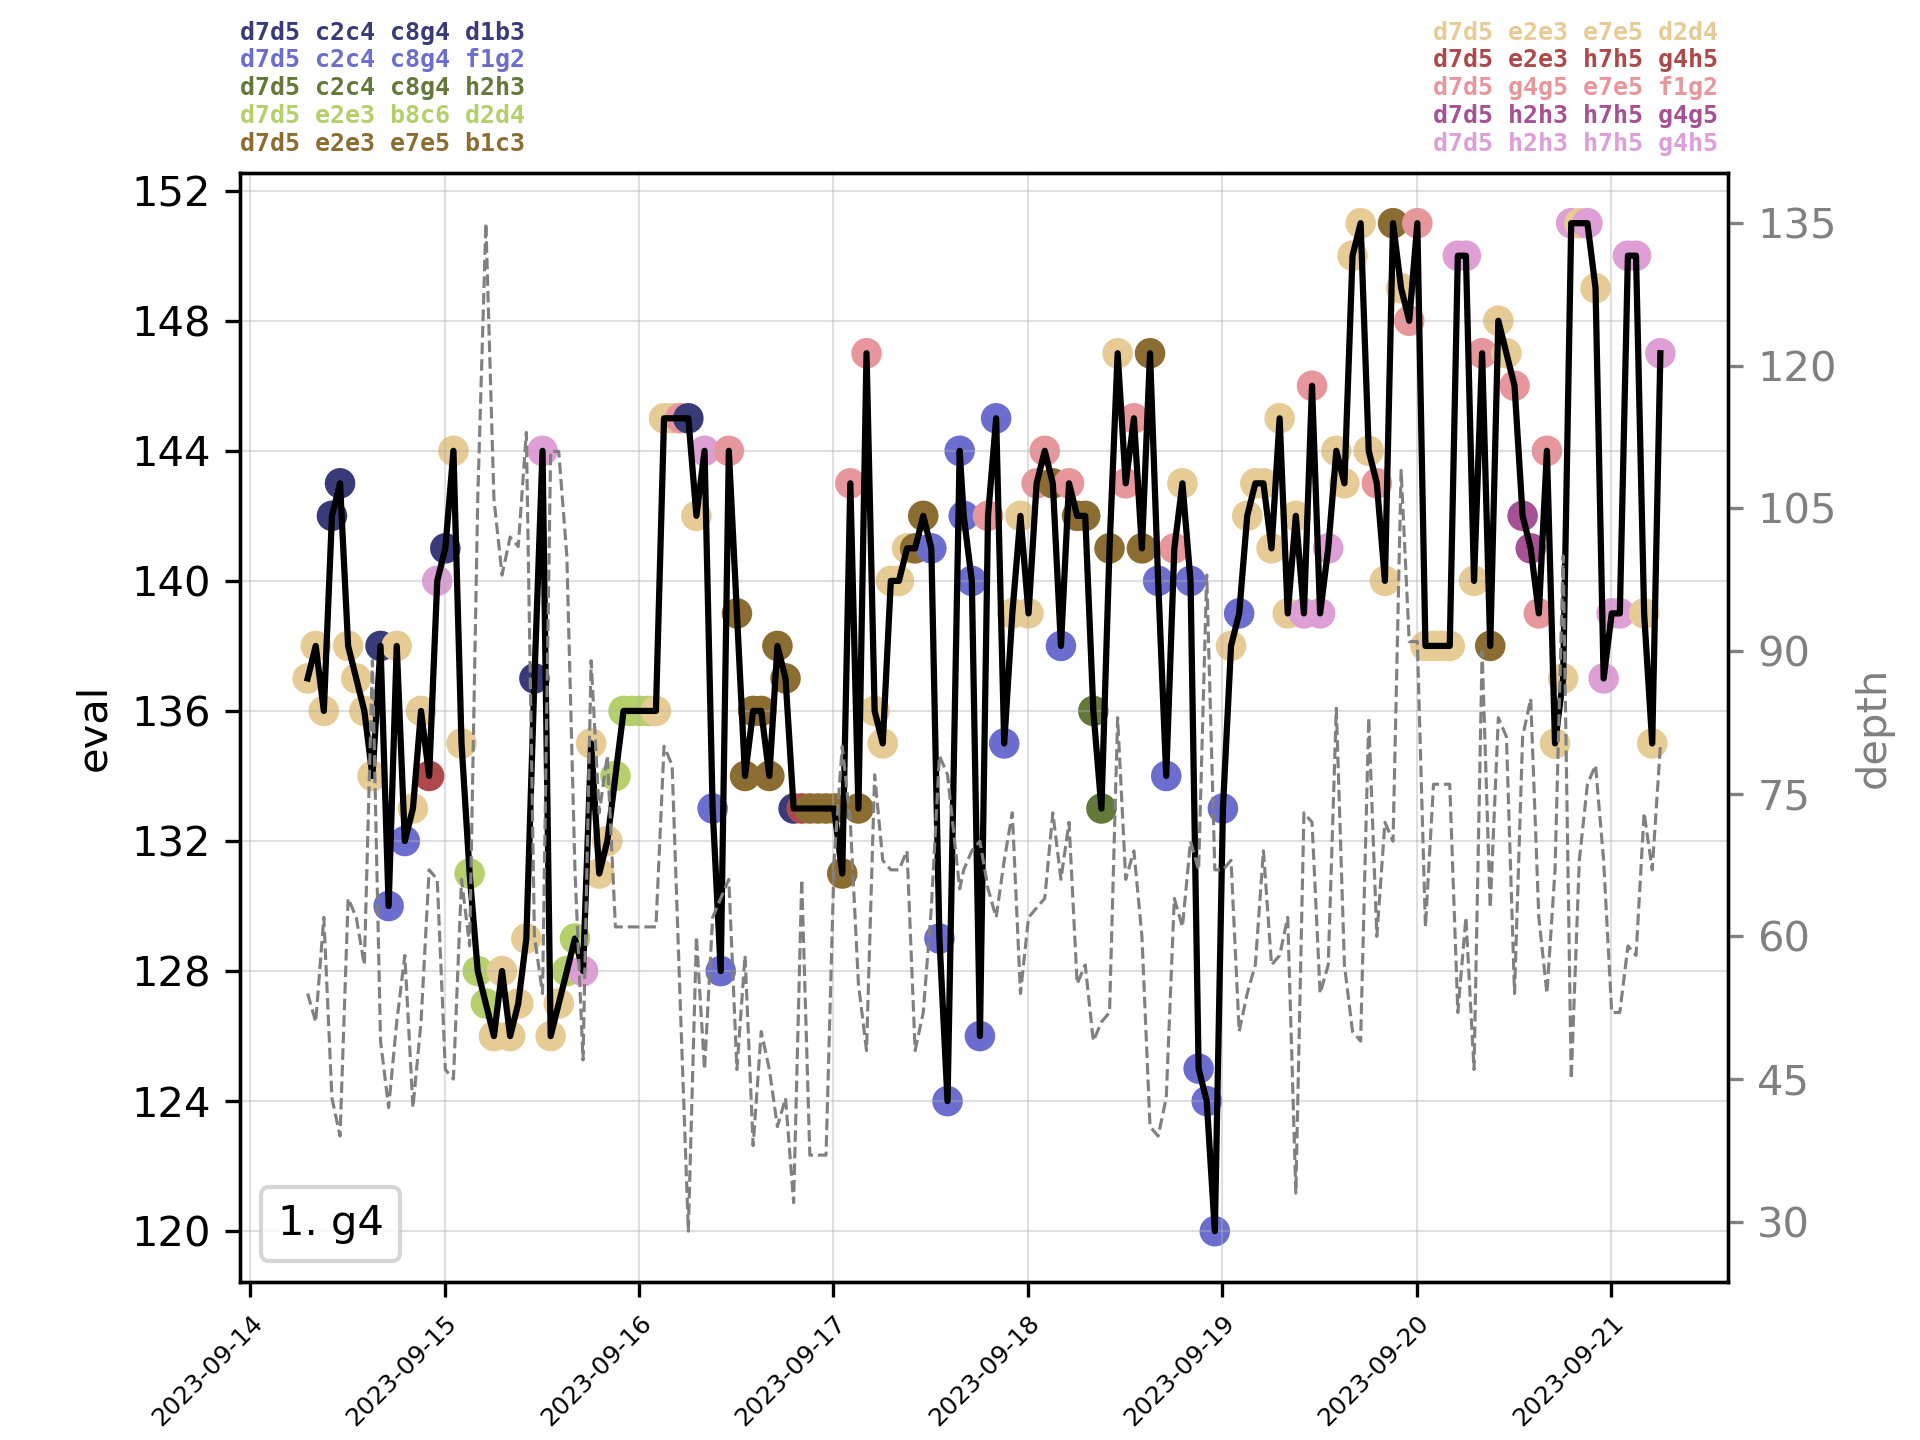 d7d5 c2c4 c8g4 d1b3
d7d5 c2c4 c8g4 f1g2
d7d5 c2c4 c8g4 h2h3
d7d5 e2e3 b8c6 d2d4
d7d5 e2e3 e7e5 b1c3
d7d5 e2e3 e7e5 d2d4
d7d5 e2e3 h7h5 g4h5
d7d5 g4g5 e7e5 f1g2
d7d5 h2h3 h7h5 g4g5
d7d5 h2h3 h7h5 g4h5
152
148
144
140
136
132
128
124
120
eval
135
120
105
90
75
60
45
30
depth
1. g4
2023-09-14
2023-09-15
2023-09-16
2023-09-17
2023-09-18
2023-09-19
2023-09-20
2023-09-21